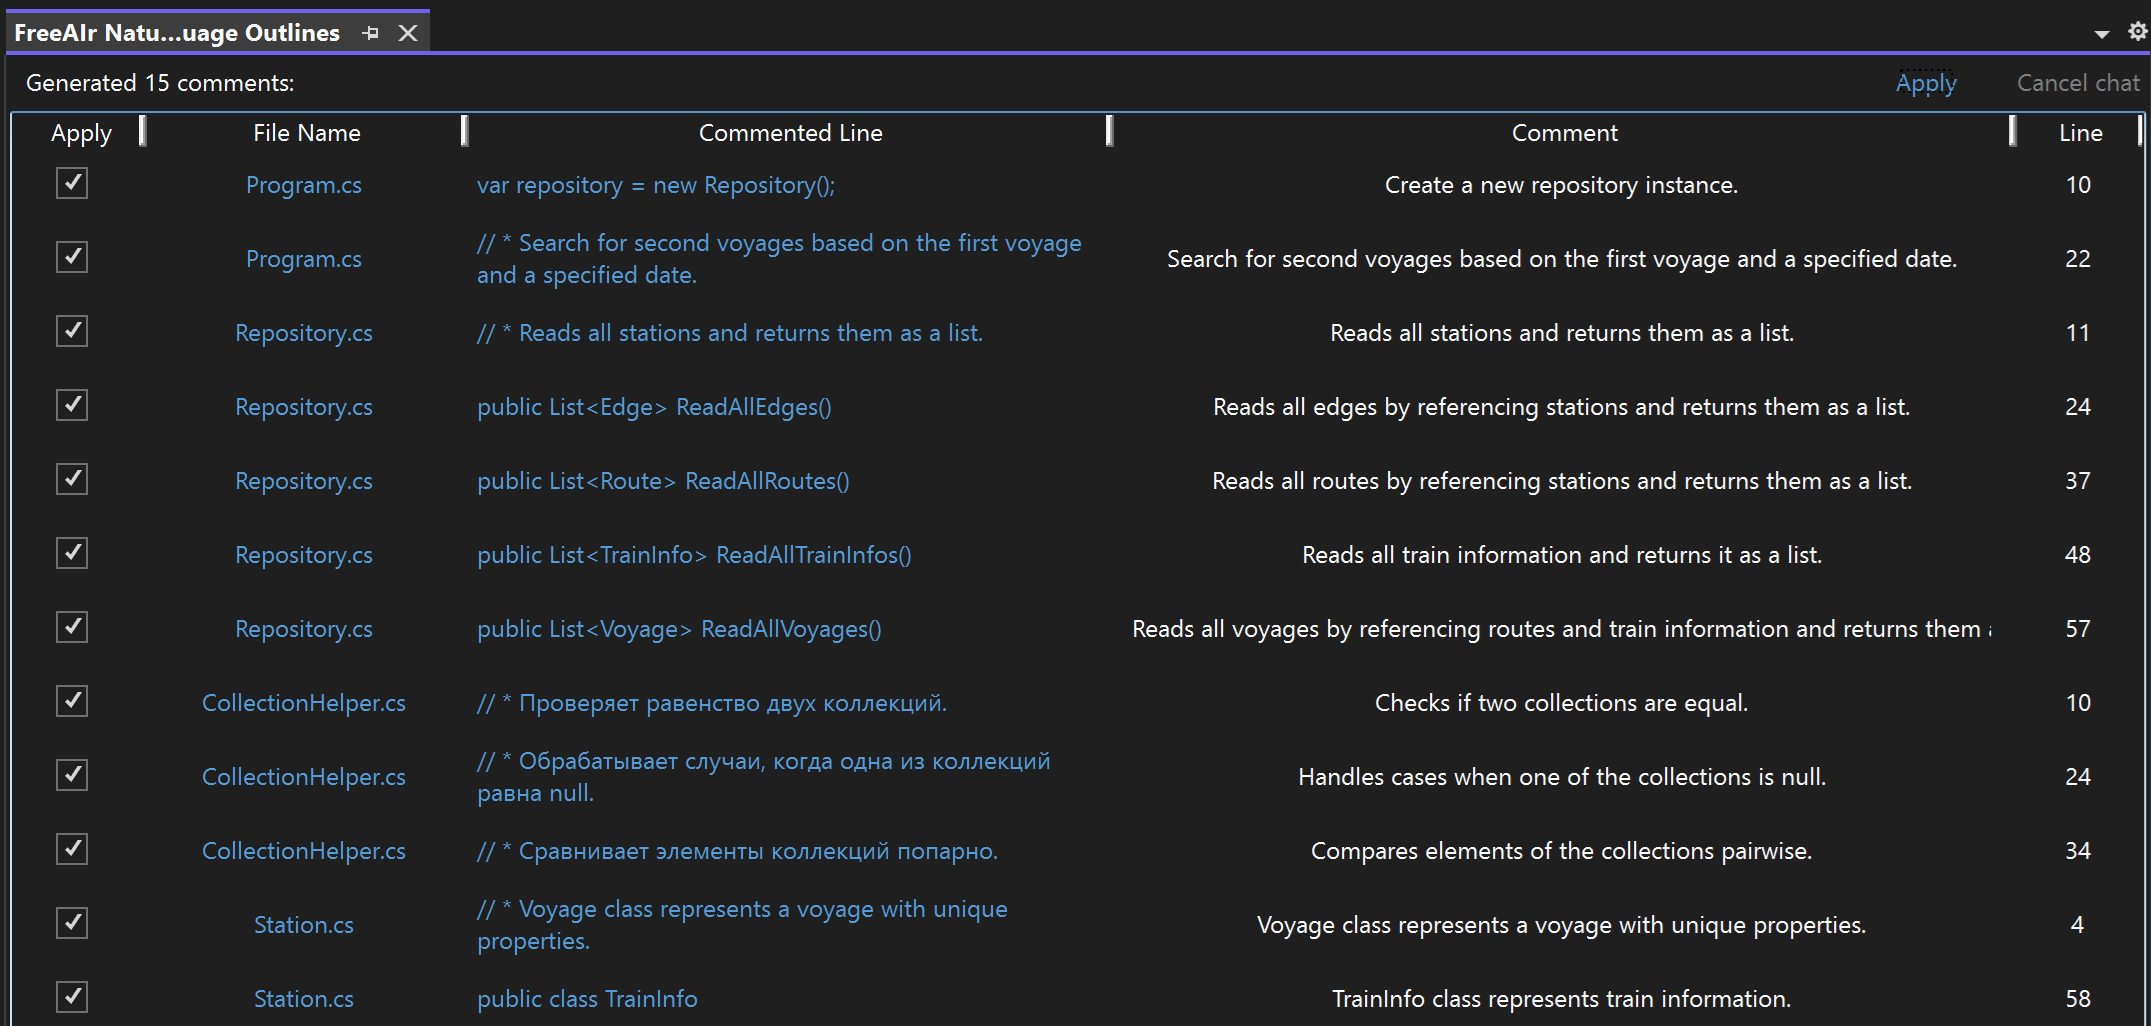 FreeAIr Natu...uage Outlines
Generated 15 comments:
Apply
Cancel chat
Apply File Name Commented Line Comment Line
Program.cs var repository = new Repository(); Create a new repository instance. 10
// * Search for second voyages based on the first voyage
Program.cs Search for second voyages based on the first voyage and a specified date. 22
and a specified date.
Repository.cs // * Reads all stations and returns them as a list. Reads all stations and returns them as a list. 11
Repository.cs public List<Edge> ReadAllEdges() Reads all edges by referencing stations and returns them as a list. 24
Repository.cs public List<Route> ReadAllRoutes() Reads all routes by referencing stations and returns them as a list. 37
Repository.cs public List<TrainInfo> ReadAllTrainInfos() Reads all train information and returns it as a list. 48
Repository.cs public List<Voyage> ReadAllVoyages() Reads all voyages by referencing routes and train information and returns them 57
CollectionHelper.cs // * Проверяет равенство двух коллекций. Checks if two collections are equal. 10
// * Обрабатывает случаи, когда одна из коллекций
CollectionHelper.cs Handles cases when one of the collections is null. 24
равна null.
CollectionHelper.cs // * Сравнивает элементы коллекций попарно. Compares elements of the collections pairwise. 34
// * Voyage class represents a voyage with unique
Station.cs Voyage class represents a voyage with unique properties. 4
properties.
Station.cs public class TrainInfo TrainInfo class represents train information. 58